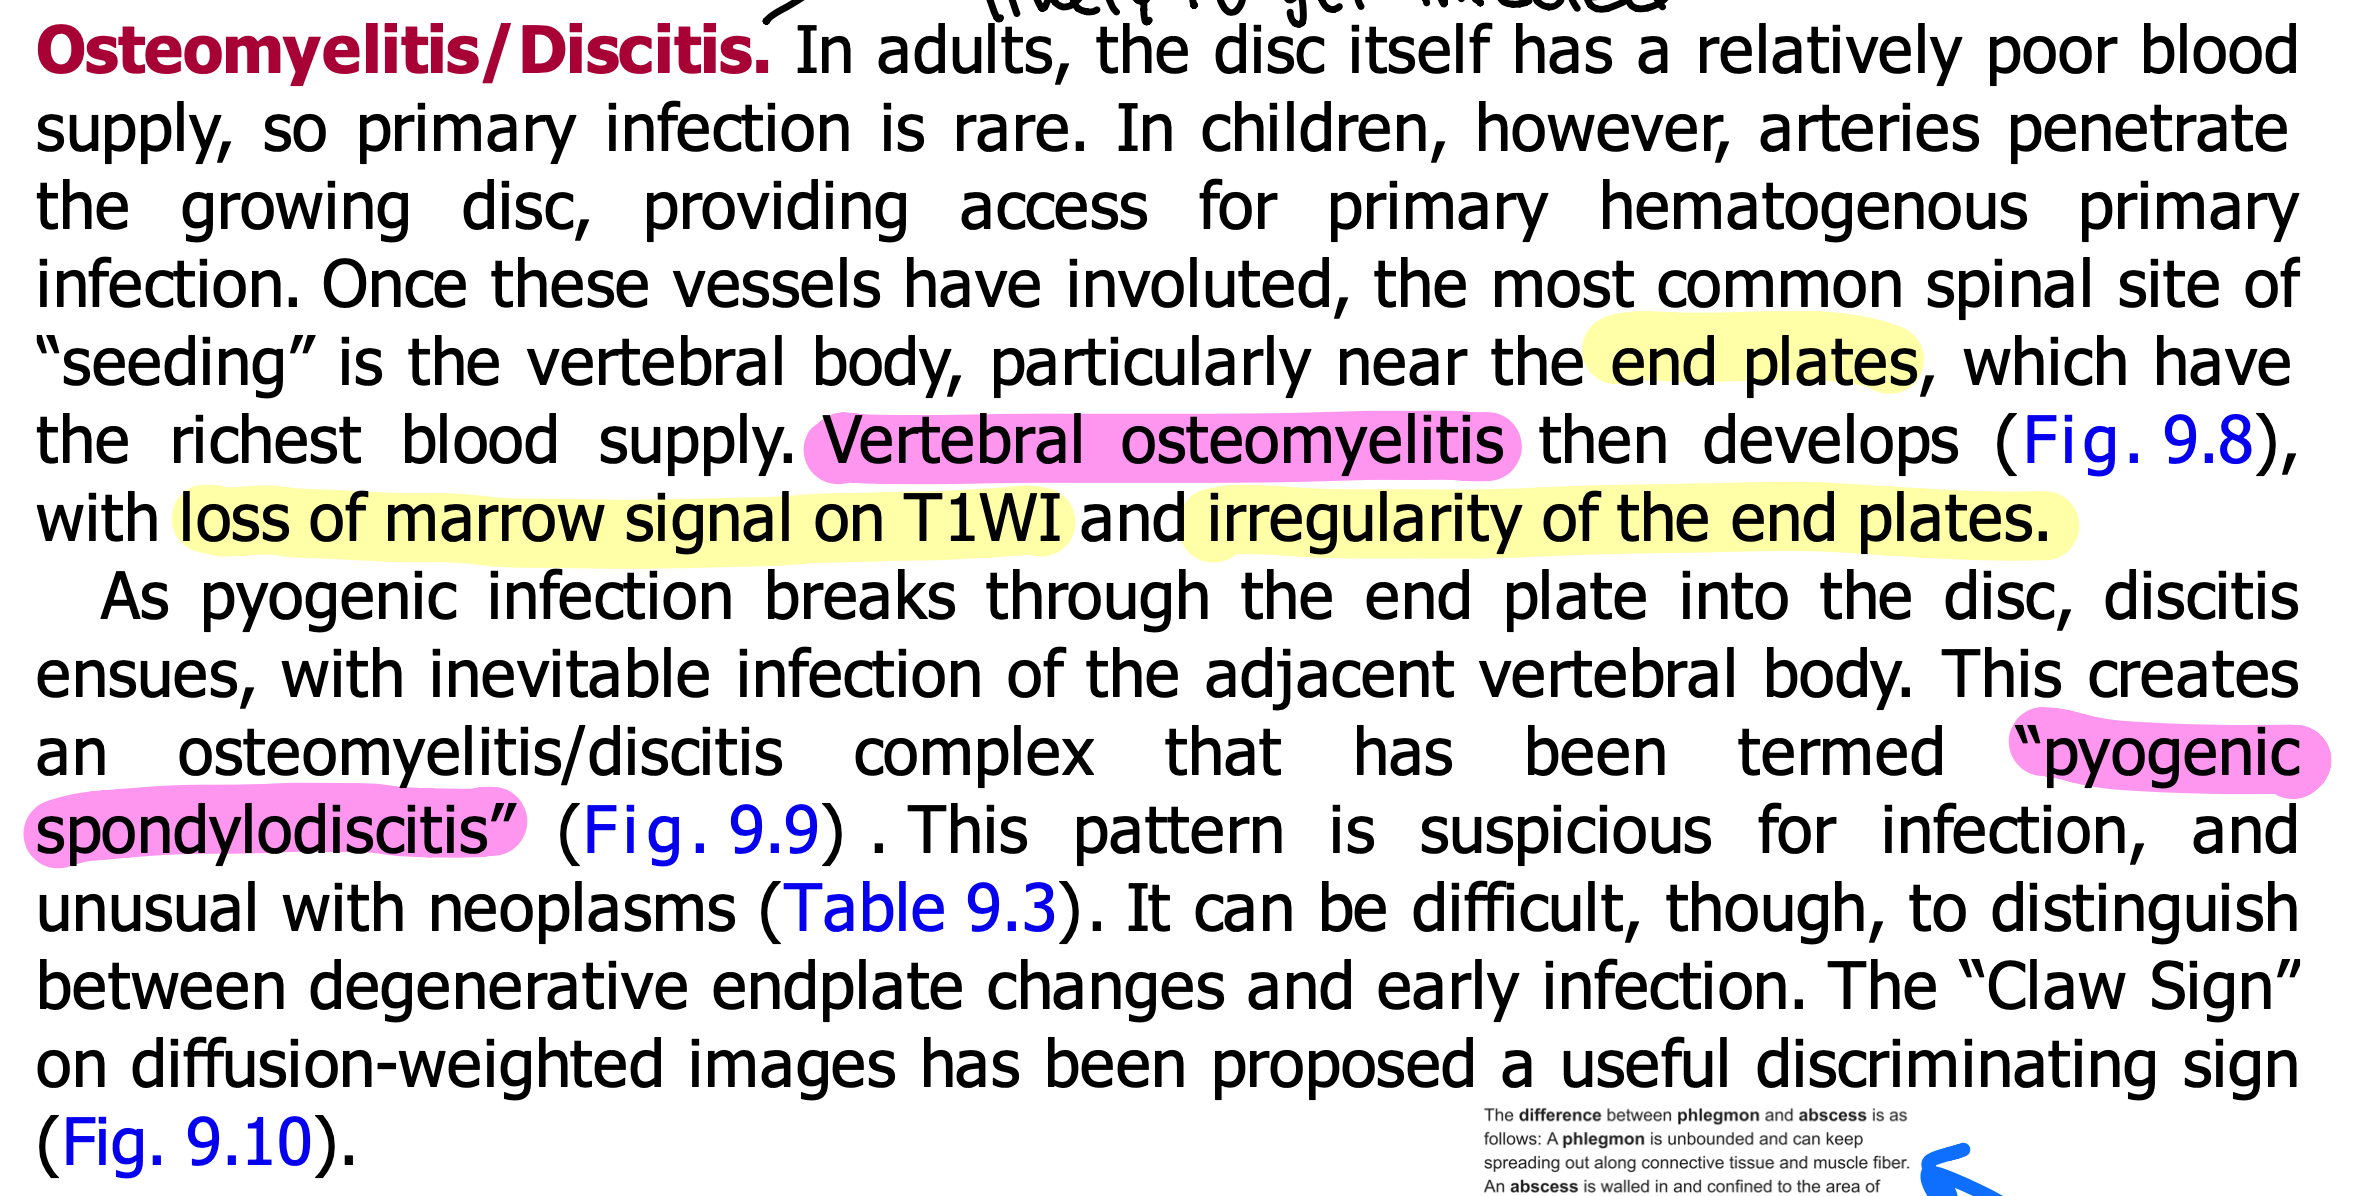 likely to get infected
Osteomyelitis/Discitis. In adults, the disc itself has a relatively poor blood
supply, so primary infection is rare. In children, however, arteries penetrate
the growing disc, providing access for primary hematogenous primary
infection. Once these vessels have involuted, the most common spinal site of
“seeding” is the vertebral body, particularly near the end plates, which have
the richest blood supply. Vertebral osteomyelitis then develops (Fig. 9.8),
with loss of marrow signal on T1WI and irregularity of the end plates.
As pyogenic infection breaks through the end plate into the disc, discitis
ensues, with inevitable infection of the adjacent vertebral body. This creates
an osteomyelitis/discitis complex that has been termed “pyogenic
spondylodiscitis” (Fig. 9.9) . This pattern is suspicious for infection, and
unusual with neoplasms (Table 9.3). It can be difficult, though, to distinguish
between degenerative endplate changes and early infection. The “Claw Sign”
on diffusion-weighted images has been proposed a useful discriminating sign
(Fig. 9.10).
The difference between phlegmon and abscess is as
follows: A phlegmon is unbounded and can keep
spreading out along connective tissue and muscle fiber.
An abscess is walled in and confined to the area of